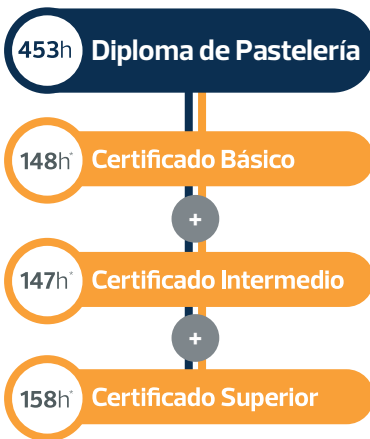 453h Diploma de Pastelería
148h* Certificado Básico
+
147h* Certificado Intermedio
+
158h* Certificado Superior